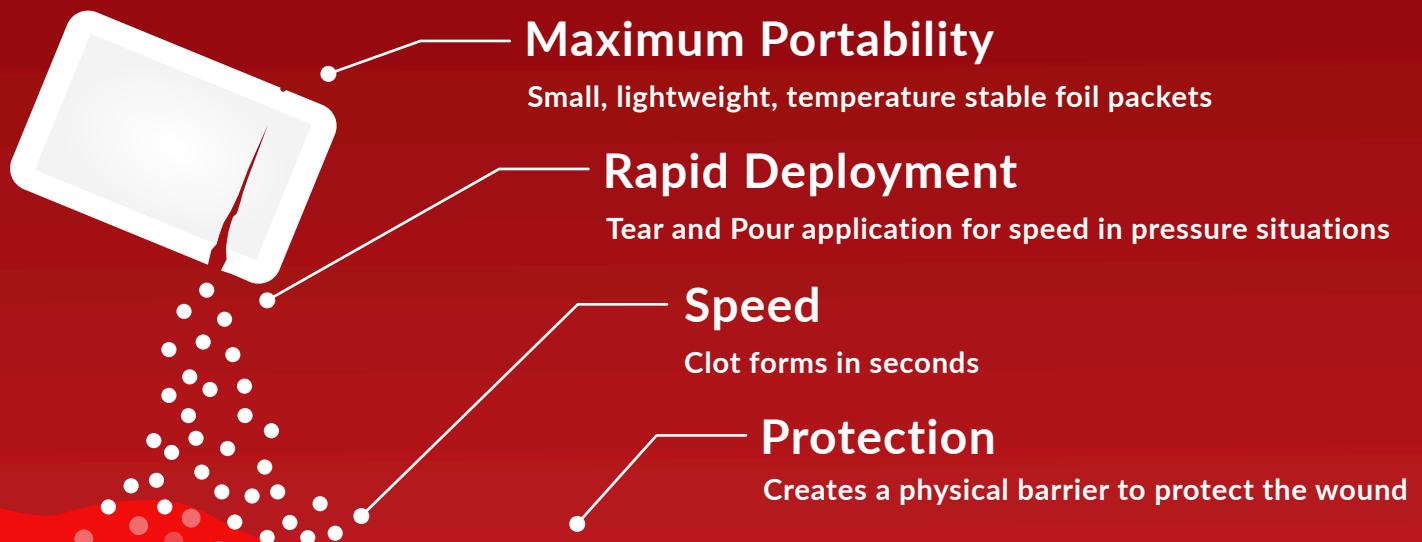 Maximum Portability
Small, lightweight, temperature stable foil packets
Rapid Deployment
Tear and Pour application for speed in pressure situations
Speed
Clot forms in seconds
Protection
Creates a physical barrier to protect the wound